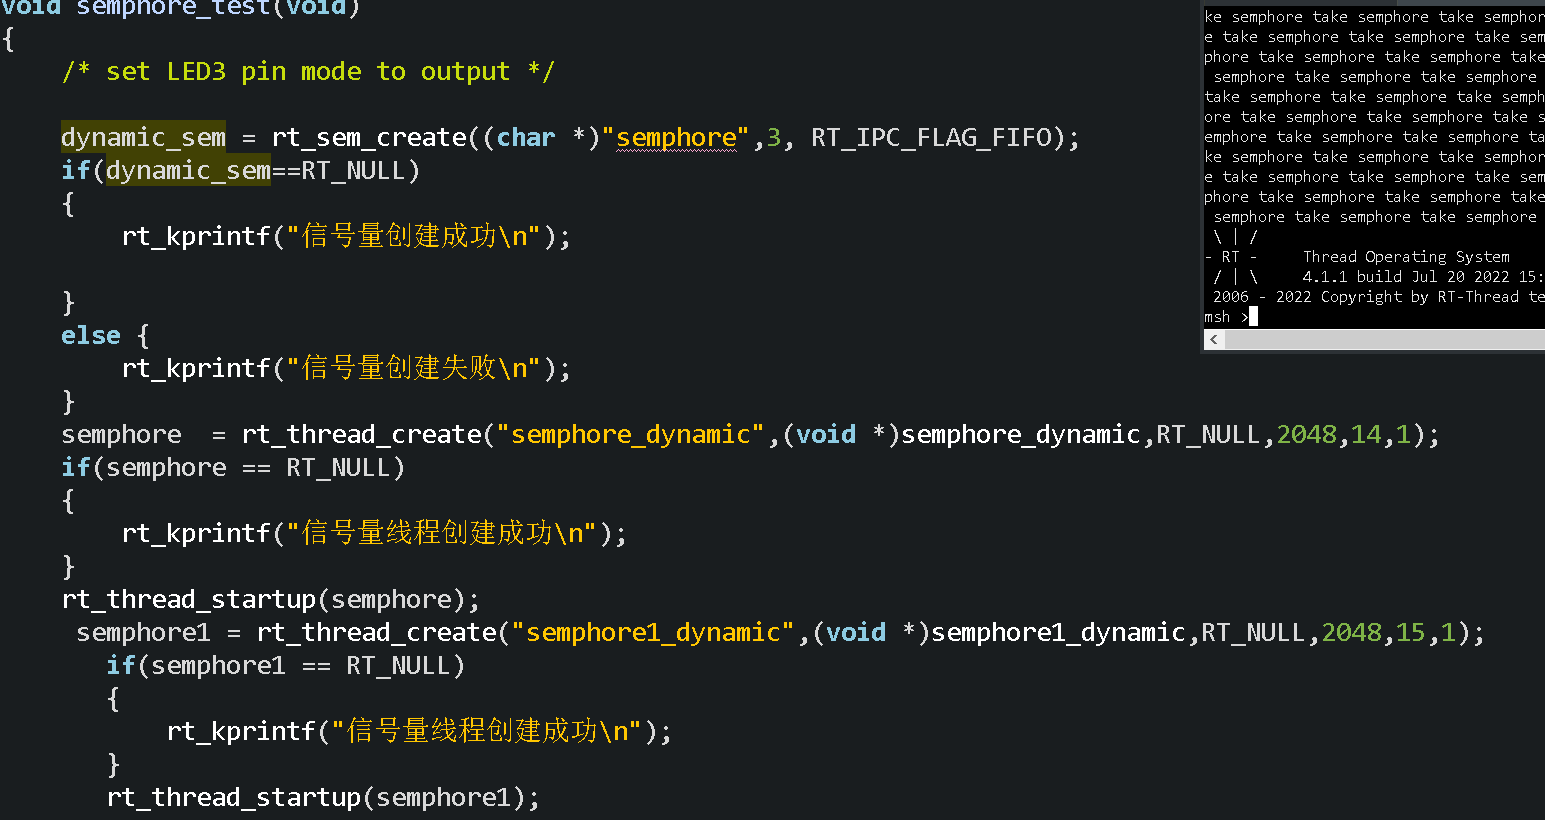 void semphore_test(void)
{
/* set LED3 pin mode to output */
dynamic_sem = rt_sem_create((char *)"semphore",3, RT_IPC_FLAG_FIFO);
if(dynamic_sem==RT_NULL)
{
rt_kprintf("信号量创建成功\n");
}
else {
rt_kprintf("信号量创建失败\n");
}
semphore  = rt_thread_create("semphore_dynamic",(void *)semphore_dynamic,RT_NULL,2048,14,1);
if(semphore == RT_NULL)
{
rt_kprintf("信号量线程创建成功\n");
}
rt_thread_startup(semphore);
semphore1 = rt_thread_create("semphore1_dynamic",(void *)semphore1_dynamic,RT_NULL,2048,15,1);
if(semphore1 == RT_NULL)
{
rt_kprintf("信号量线程创建成功\n");
}
rt_thread_startup(semphore1);
ke semphore take semphore take semphor
e take semphore take semphore take sem
phore take semphore take semphore take
semphore take semphore take semphore
take semphore take semphore take semph
ore take semphore take semphore take s
emphore take semphore take semphore ta
ke semphore take semphore take semphor
e take semphore take semphore take sem
phore take semphore take semphore take
semphore take semphore take semphore
\ | /
- RT -     Thread Operating System
/ | \     4.1.1 build Jul 20 2022 15:
2006 - 2022 Copyright by RT-Thread te
msh >